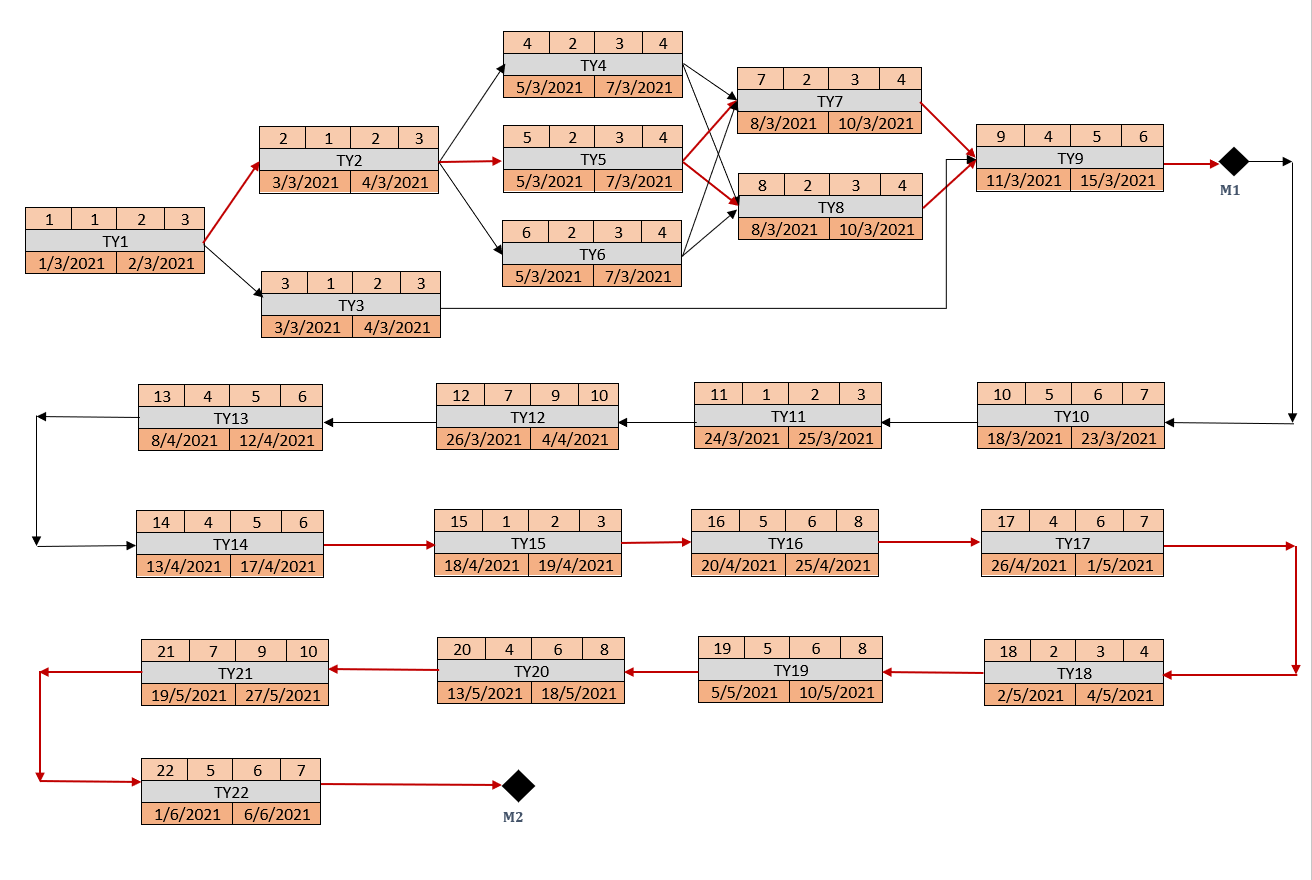 4 2 3 4
TY4
5/3/2021 7/3/2021
7 2 3 4
TY7
8/3/2021 10/3/2021
2 1 2 3
TY2
3/3/2021 4/3/2021
5 2 3 4
TY5
5/3/2021 7/3/2021
9 4 5 6
TY9
11/3/2021 15/3/2021
M1
8 2 3 4
TY8
8/3/2021 10/3/2021
1 1 2 3
TY1
1/3/2021 2/3/2021
6 2 3 4
TY6
5/3/2021 7/3/2021
3 1 2 3
TY3
3/3/2021 4/3/2021
13 4 5 6
TY13
8/4/2021 12/4/2021
12 7 9 10
TY12
26/3/2021 4/4/2021
11 1 2 3
TY11
24/3/2021 25/3/2021
10 5 6 7
TY10
18/3/2021 23/3/2021
14 4 5 6
TY14
13/4/2021 17/4/2021
15 1 2 3
TY15
18/4/2021 19/4/2021
16 5 6 8
TY16
20/4/2021 25/4/2021
17 4 6 7
TY17
26/4/2021 1/5/2021
21 7 9 10
TY21
19/5/2021 27/5/2021
20 4 6 8
TY20
13/5/2021 18/5/2021
19 5 6 8
TY19
5/5/2021 10/5/2021
18 2 3 4
TY18
2/5/2021 4/5/2021
22 5 6 7
TY22
1/6/2021 6/6/2021
M2